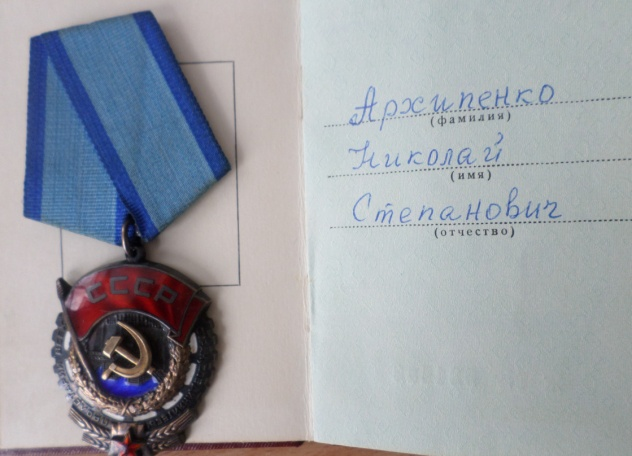 СССР
Архипенко
(фамилия)
Николай
(имя)
Степанович
(отчество)